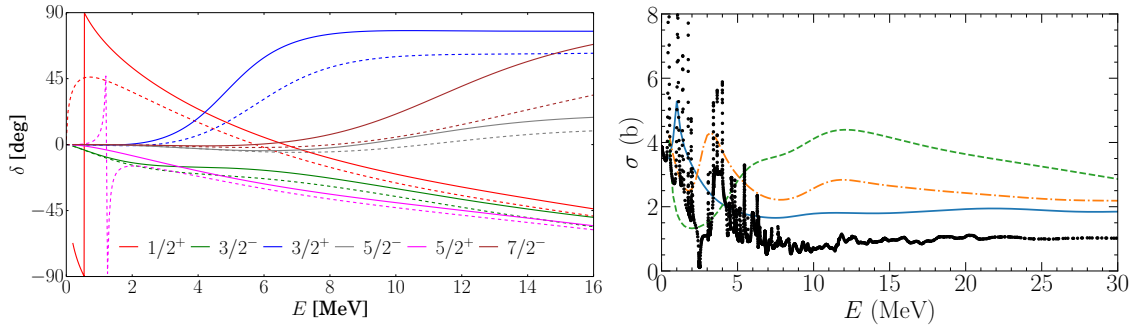 90
45
0
−45
−90
δ [deg]
1/2⁺ 3/2⁻ 3/2⁺ 5/2⁻ 5/2⁺ 7/2⁻
0 2 4 6 8 10 12 14 16
E [MeV]
8
6
4
2
0
σ (b)
0 5 10 15 20 25 30
E (MeV)